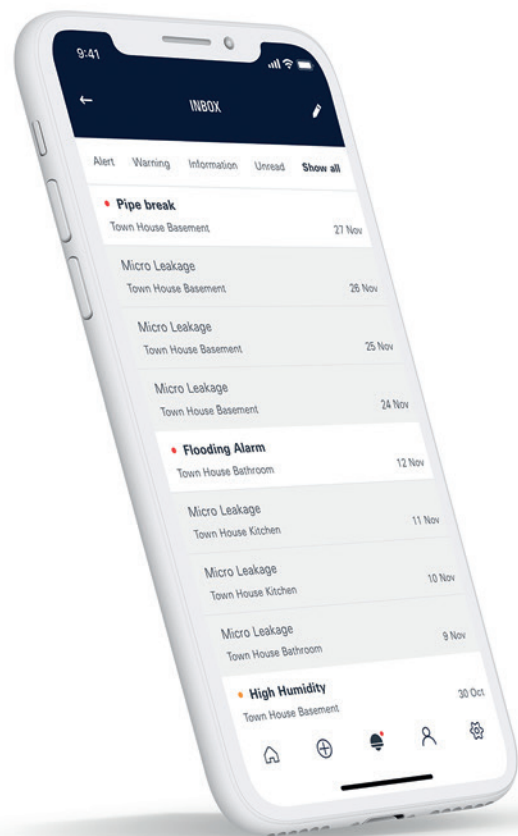 9:41
INBOX
Alert Warning Information Unread Show all
Pipe break
Town House Basement 27 Nov
Micro Leakage
Town House Basement 26 Nov
Micro Leakage
Town House Basement 25 Nov
Micro Leakage
Town House Basement 24 Nov
Flooding Alarm
Town House Bathroom 12 Nov
Micro Leakage
Town House Kitchen 11 Nov
Micro Leakage
Town House Kitchen 10 Nov
Micro Leakage
Town House Bathroom 9 Nov
High Humidity
Town House Basement 30 Oct